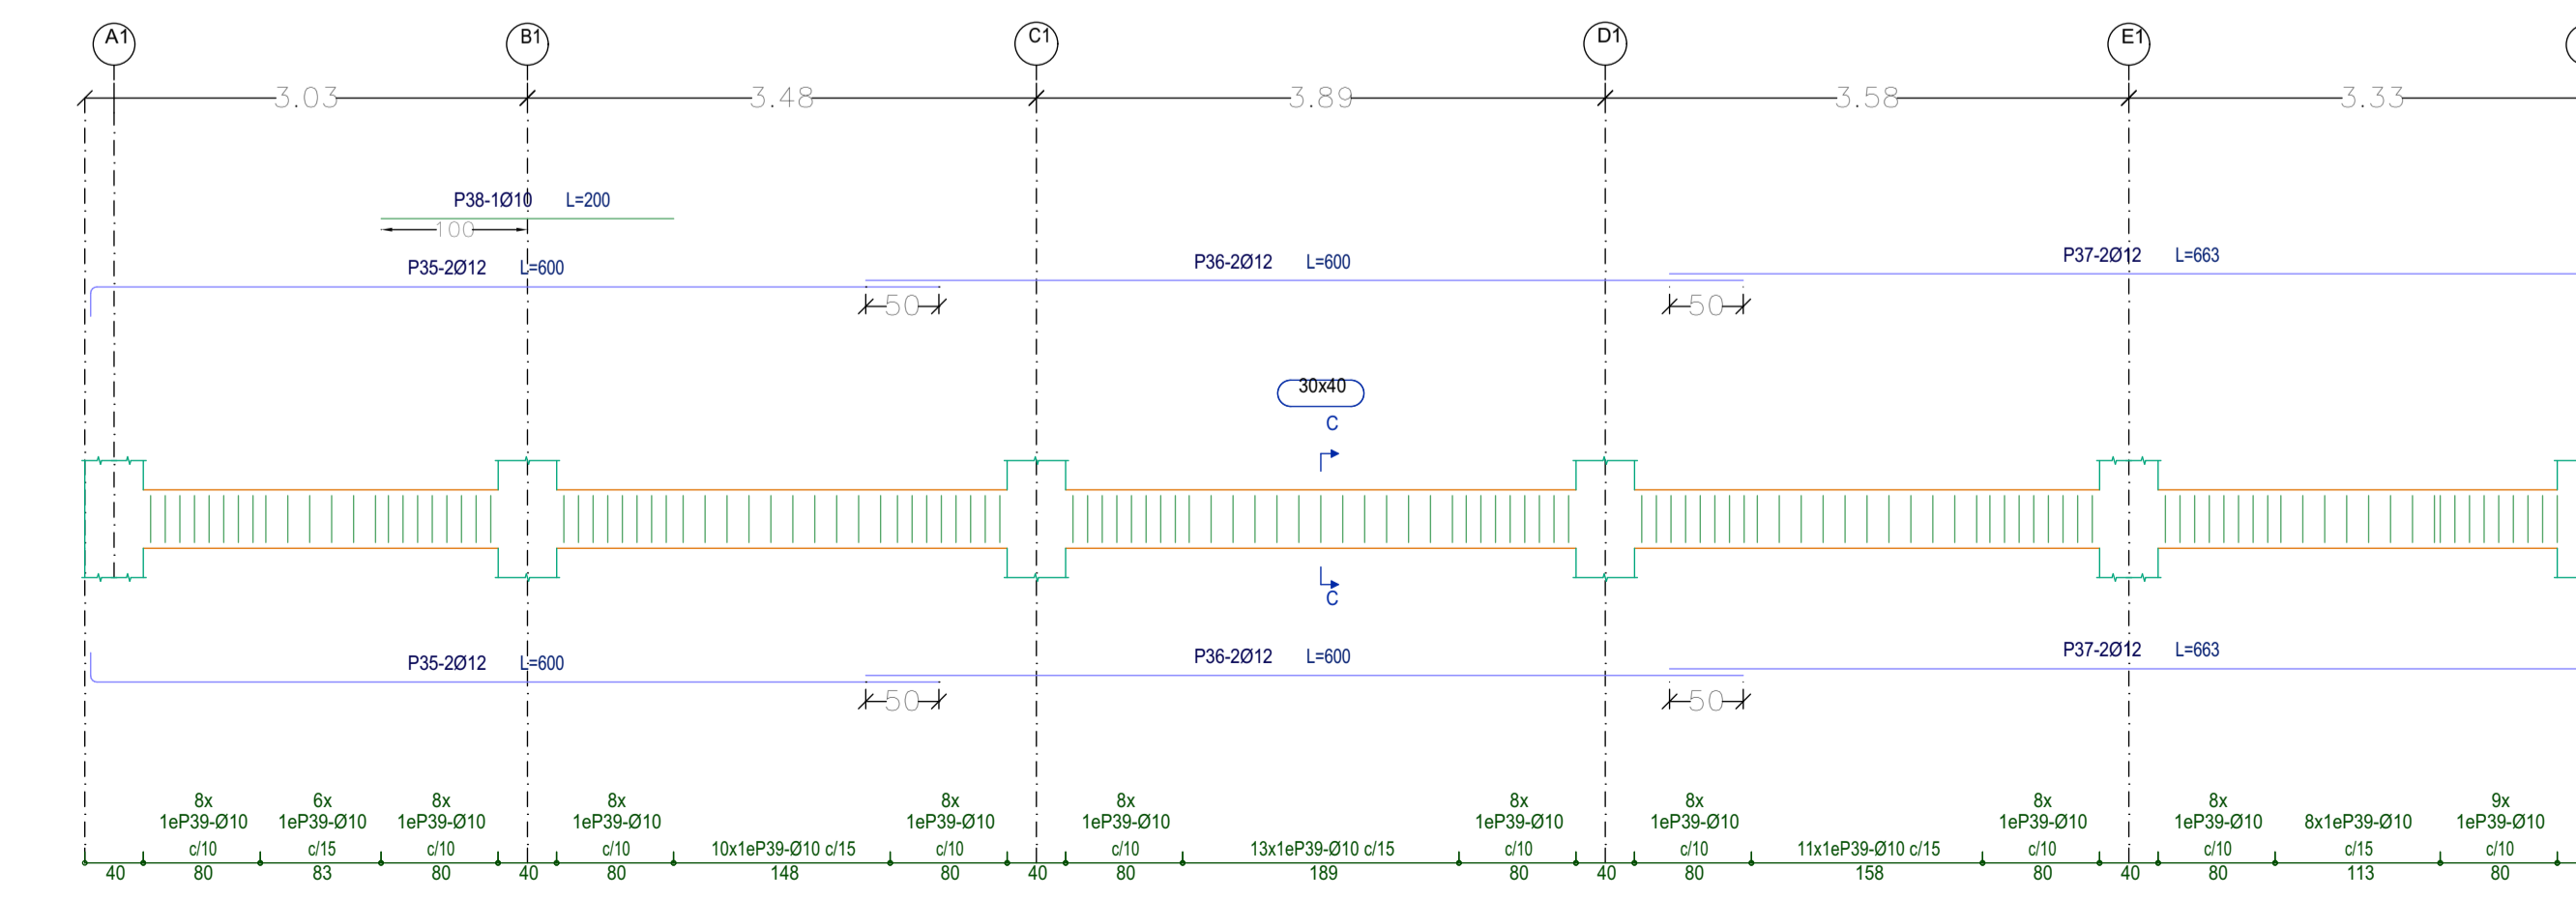 A1 B1 C1 D1 E1
3.03 3.48 3.89 3.58 3.33
P38-1Ø10 L=200
100
P35-2Ø12 L=600 P36-2Ø12 L=600 P37-2Ø12 L=663
50 50
30x40
C
C
P35-2Ø12 L=600 P36-2Ø12 L=600 P37-2Ø12 L=663
50 50
8x 6x 8x 8x 8x 8x 8x 8x 8x 8x 9x
1eP39-Ø10 1eP39-Ø10 1eP39-Ø10 1eP39-Ø10 1eP39-Ø10 1eP39-Ø10 1eP39-Ø10 1eP39-Ø10 1eP39-Ø10 1eP39-Ø10 8x1eP39-Ø10 1eP39-Ø10
c/10 c/15 c/10 c/10 10x1eP39-Ø10 c/15 c/10 c/10 13x1eP39-Ø10 c/15 c/10 c/10 11x1eP39-Ø10 c/15 c/10 c/10 c/15 c/10
40 80 83 80 40 80 148 80 40 80 189 80 40 80 158 80 40 80 113 80